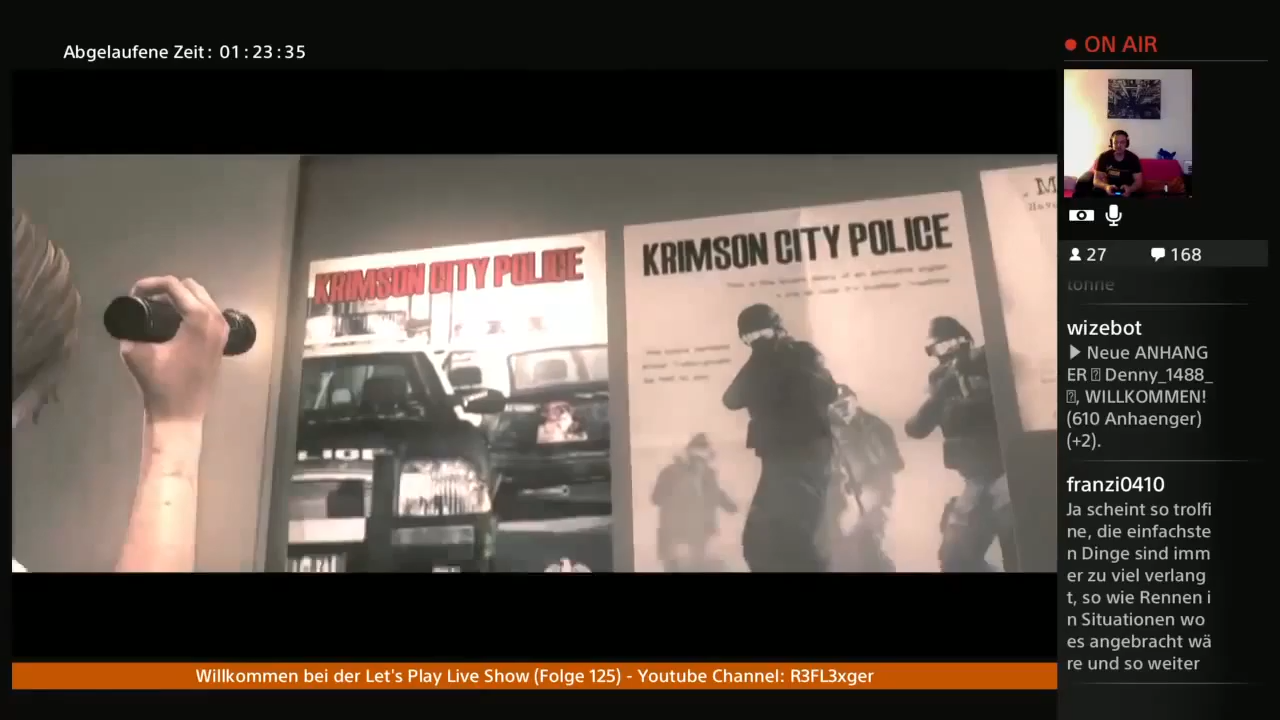 Abgelaufene Zeit: 01:23:35
ON AIR
27
168
tonne
wizebot
Neue ANHANG
ER Denny_1488_
, WILLKOMMEN!
(610 Anhaenger)
(+2).
franzi0410
Ja scheint so trolfi
ne, die einfachste
n Dinge sind imm
er zu viel verlang
t, so wie Rennen i
n Situationen wo
es angebracht wä
re und so weiter
KRIMSON CITY POLICE
KRIMSON CITY POLICE
Willkommen bei der Let's Play Live Show (Folge 125) - Youtube Channel: R3FL3xger